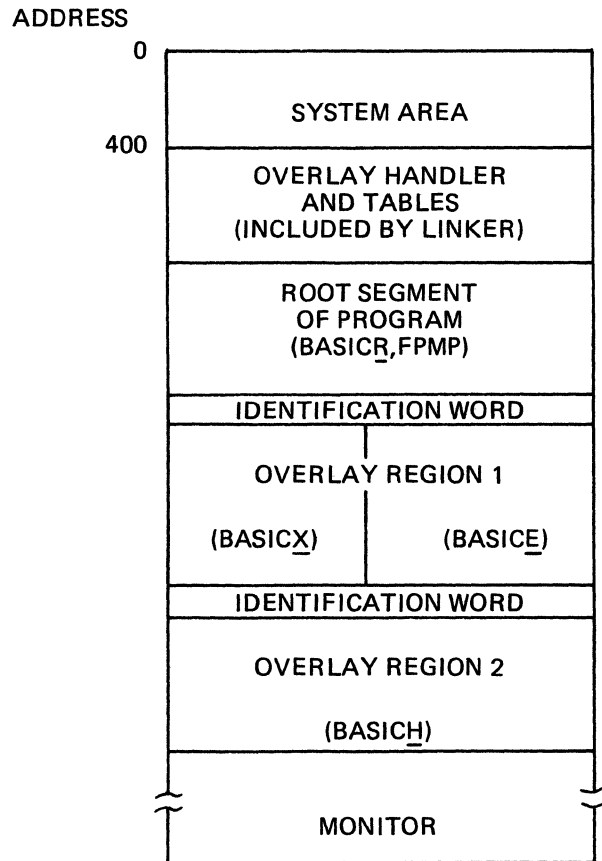 ADDRESS
0
SYSTEM AREA
400
OVERLAY HANDLER
AND TABLES
(INCLUDED BY LINKER)
ROOT SEGMENT
OF PROGRAM
(BASICR,FPMP)
IDENTIFICATION WORD
OVERLAY REGION 1
(BASICX) (BASICE)
IDENTIFICATION WORD
OVERLAY REGION 2
(BASICH)
MONITOR